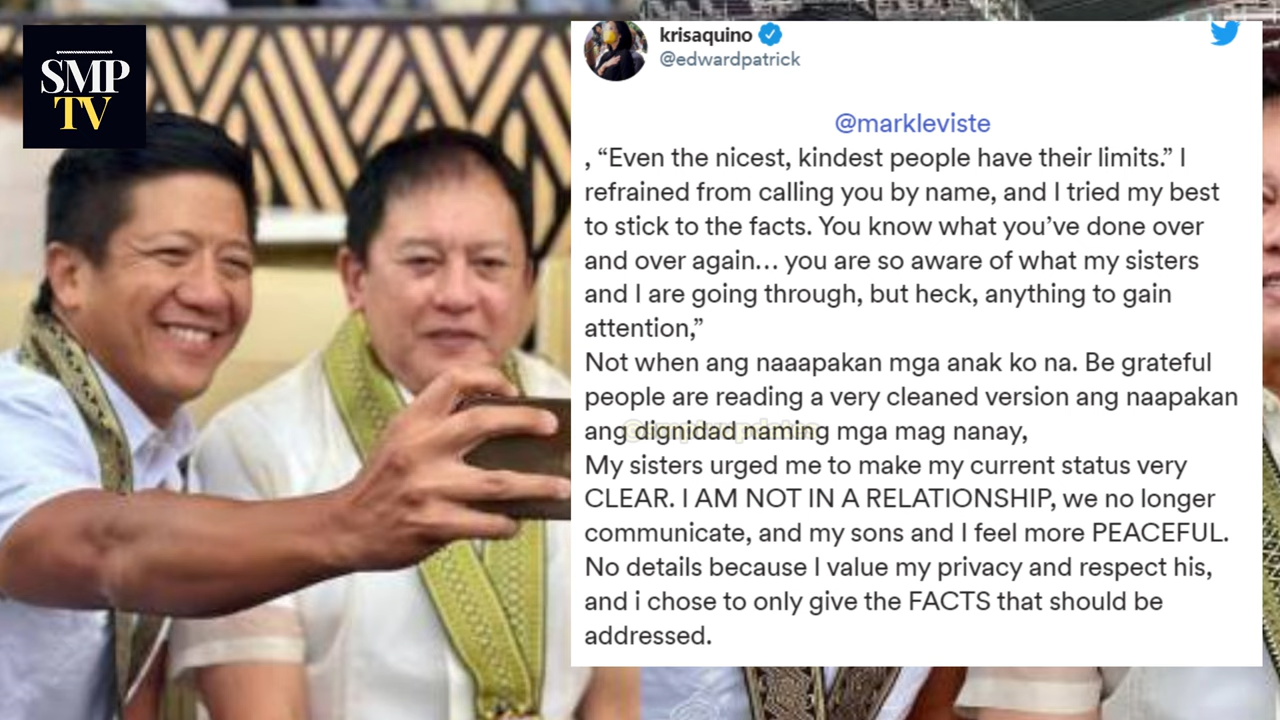 SMP
TV
krisaquino
@edwardpatrick
@markleviste
, “Even the nicest, kindest people have their limits.” I
refrained from calling you by name, and I tried my best
to stick to the facts. You know what you’ve done over
and over again… you are so aware of what my sisters
and I are going through, but heck, anything to gain
attention,”
Not when ang naaapakan mga anak ko na. Be grateful
people are reading a very cleaned version ang naapakan
ang dignidad naming mga mag nanay,
My sisters urged me to make my current status very
CLEAR. I AM NOT IN A RELATIONSHIP, we no longer
communicate, and my sons and I feel more PEACEFUL.
No details because I value my privacy and respect his,
and i chose to only give the FACTS that should be
addressed.